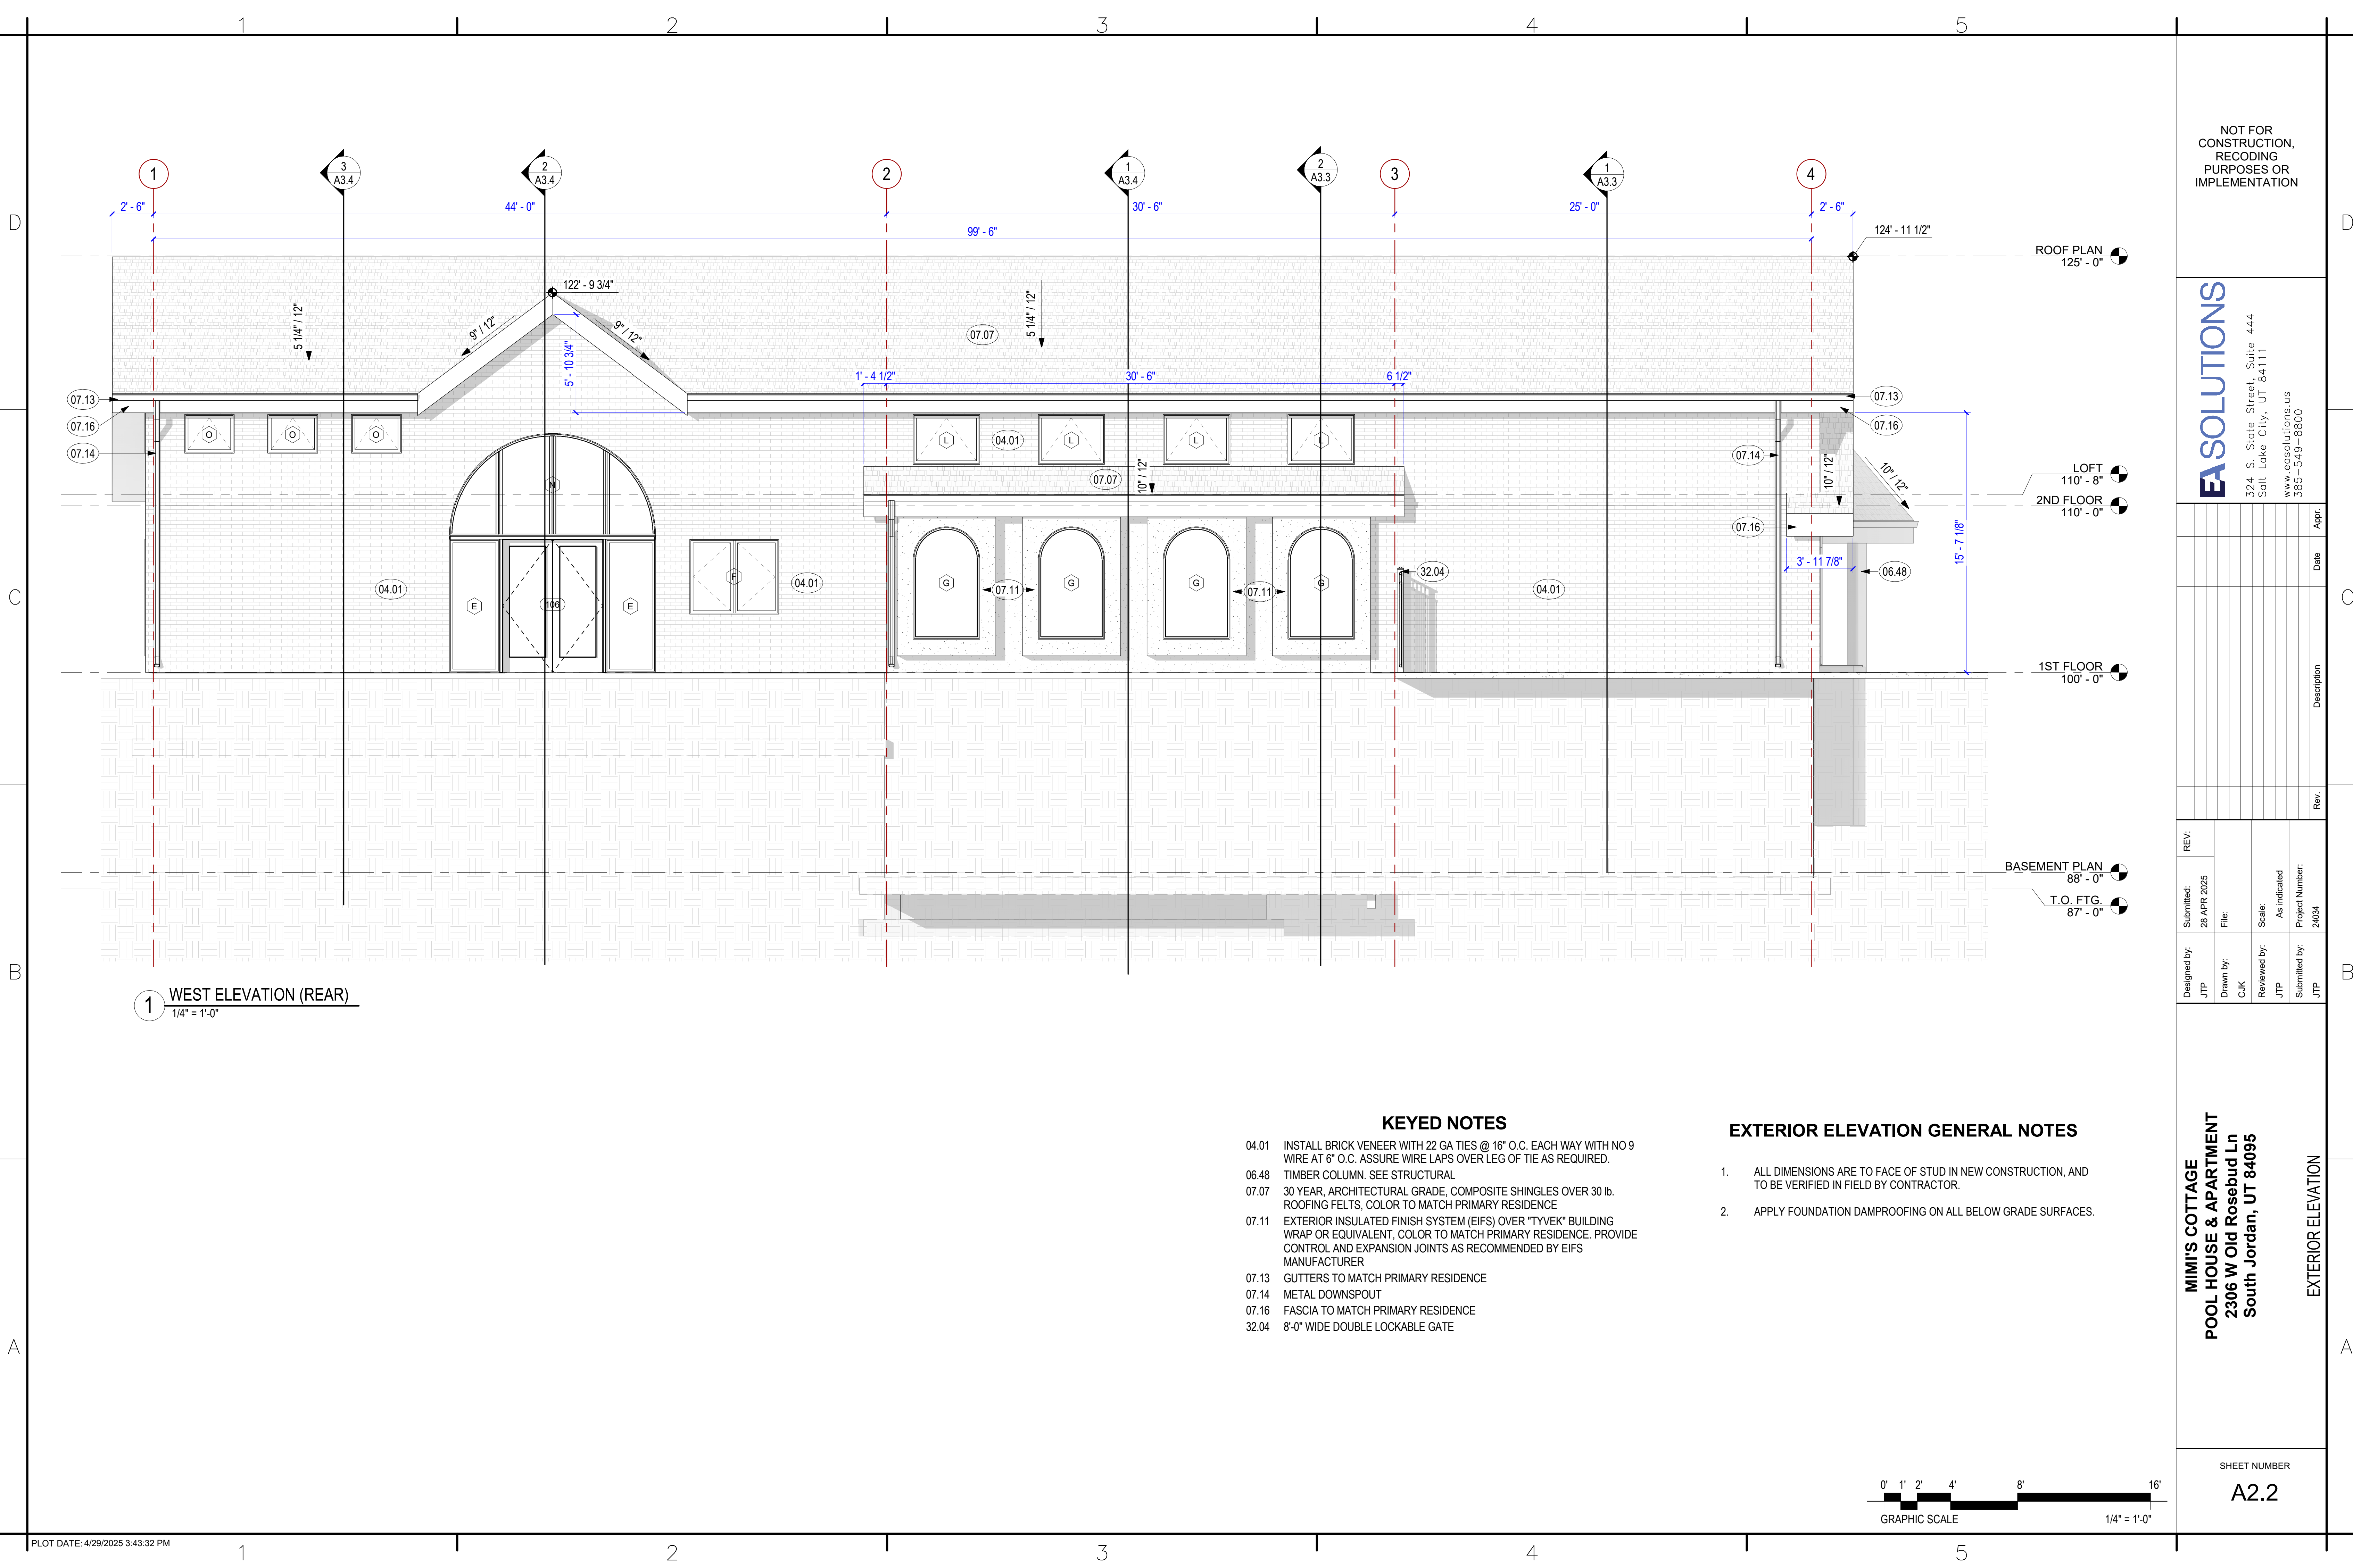 1
2
3
4
5
D
C
B
A
D
C
B
A
1
3
A3.4
2
A3.4
2
1
A3.4
2
A3.3
3
1
A3.3
4
2' - 6"
44' - 0"
30' - 6"
25' - 0"
2' - 6"
99' - 6"
124' - 11 1/2"
ROOF PLAN
125' - 0"
122' - 9 3/4"
5 1/4" / 12"
9" / 12"
9" / 12"
5' - 10 3/4"
07.07
5 1/4" / 12"
1' - 4 1/2"
30' - 6"
6 1/2"
07.13
07.16
07.14
O
O
O
L
04.01
L
L
L
07.13
07.16
07.14
07.07
10" / 12"
10" / 12"
10" / 12"
LOFT
110' - 8"
2ND FLOOR
110' - 0"
N
07.16
15' - 7 1/8"
3' - 11 7/8"
06.48
04.01
E
106
E
F
04.01
G
07.11
G
G
07.11
G
32.04
04.01
1ST FLOOR
100' - 0"
BASEMENT PLAN
88' - 0"
T.O. FTG.
87' - 0"
1
WEST ELEVATION (REAR)
1/4" = 1'-0"
KEYED NOTES
04.01 INSTALL BRICK VENEER WITH 22 GA TIES @ 16" O.C. EACH WAY WITH NO 9
WIRE AT 6" O.C. ASSURE WIRE LAPS OVER LEG OF TIE AS REQUIRED.
06.48 TIMBER COLUMN. SEE STRUCTURAL
07.07 30 YEAR, ARCHITECTURAL GRADE, COMPOSITE SHINGLES OVER 30 lb.
ROOFING FELTS, COLOR TO MATCH PRIMARY RESIDENCE
07.11 EXTERIOR INSULATED FINISH SYSTEM (EIFS) OVER "TYVEK" BUILDING
WRAP OR EQUIVALENT, COLOR TO MATCH PRIMARY RESIDENCE. PROVIDE
CONTROL AND EXPANSION JOINTS AS RECOMMENDED BY EIFS
MANUFACTURER
07.13 GUTTERS TO MATCH PRIMARY RESIDENCE
07.14 METAL DOWNSPOUT
07.16 FASCIA TO MATCH PRIMARY RESIDENCE
32.04 8'-0" WIDE DOUBLE LOCKABLE GATE
EXTERIOR ELEVATION GENERAL NOTES
1. ALL DIMENSIONS ARE TO FACE OF STUD IN NEW CONSTRUCTION, AND
TO BE VERIFIED IN FIELD BY CONTRACTOR.
2. APPLY FOUNDATION DAMPROOFING ON ALL BELOW GRADE SURFACES.
0' 1' 2' 4' 8' 16'
GRAPHIC SCALE 1/4" = 1'-0"
NOT FOR
CONSTRUCTION,
RECODING
PURPOSES OR
IMPLEMENTATION
EA SOLUTIONS
324 S. State Street, Suite 444
Salt Lake City, UT 84111
www.easolutions.us
385-549-8800
Rev. Description Date Appr.
Designed by:
JTP
Submitted:
28 APR 2025
REV:
Drawn by:
CJK
File:
Reviewed by:
JTP
Scale:
As indicated
Submitted by:
JTP
Project Number:
24034
MIMI'S COTTAGE
POOL HOUSE & APARTMENT
2306 W Old Rosebud Ln
South Jordan, UT 84095
EXTERIOR ELEVATION
SHEET NUMBER
A2.2
PLOT DATE: 4/29/2025 3:43:32 PM
1
2
3
4
5